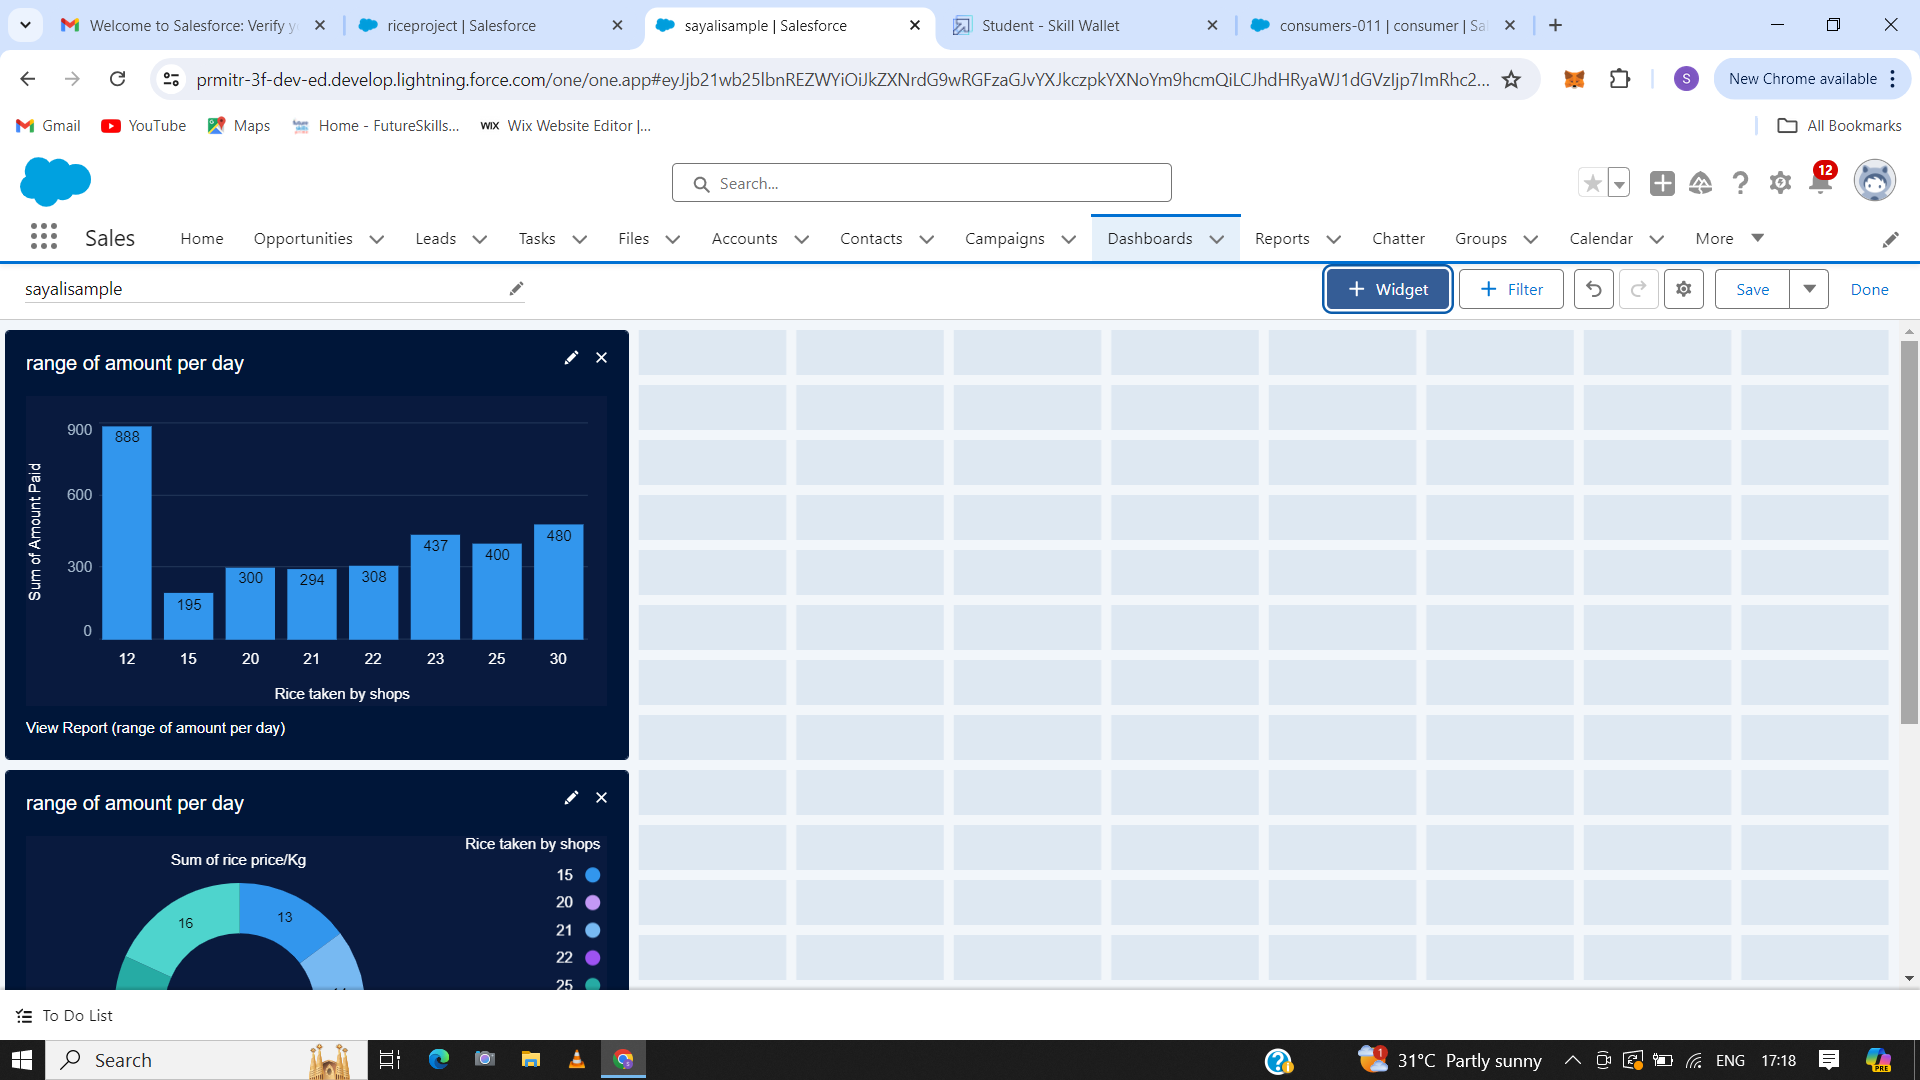 Welcome to Salesforce: Verify y
riceproject | Salesforce
sayalisample | Salesforce
Student - Skill Wallet
consumers-011 | consumer | Sa
prmitr-3f-dev-ed.develop.lightning.force.com/one/one.app#eyJjb21wb25lbnREZWYiOiJkZXNrdG9wRGFzaGJvYXJkczpkYXNoYm9hcmQiLCJhdHRyaWJ1dGVzIjp7ImRhc2...
S
New Chrome available
Gmail
YouTube
Maps
Home - FutureSkills...
WIX
Wix Website Editor |...
All Bookmarks
Search...
12
Sales
Home
Opportunities
Leads
Tasks
Files
Accounts
Contacts
Campaigns
Dashboards
Reports
Chatter
Groups
Calendar
More
sayalisample
+ Widget
+ Filter
Save
Done
range of amount per day
Sum of Amount Paid
900
600
300
0
888
195
300
294
308
437
400
480
12
15
20
21
22
23
25
30
Rice taken by shops
View Report (range of amount per day)
range of amount per day
Rice taken by shops
Sum of rice price/Kg
16
13
15
20
21
22
25
To Do List
Search
1
31°C Partly sunny
ENG
17:18
PRE